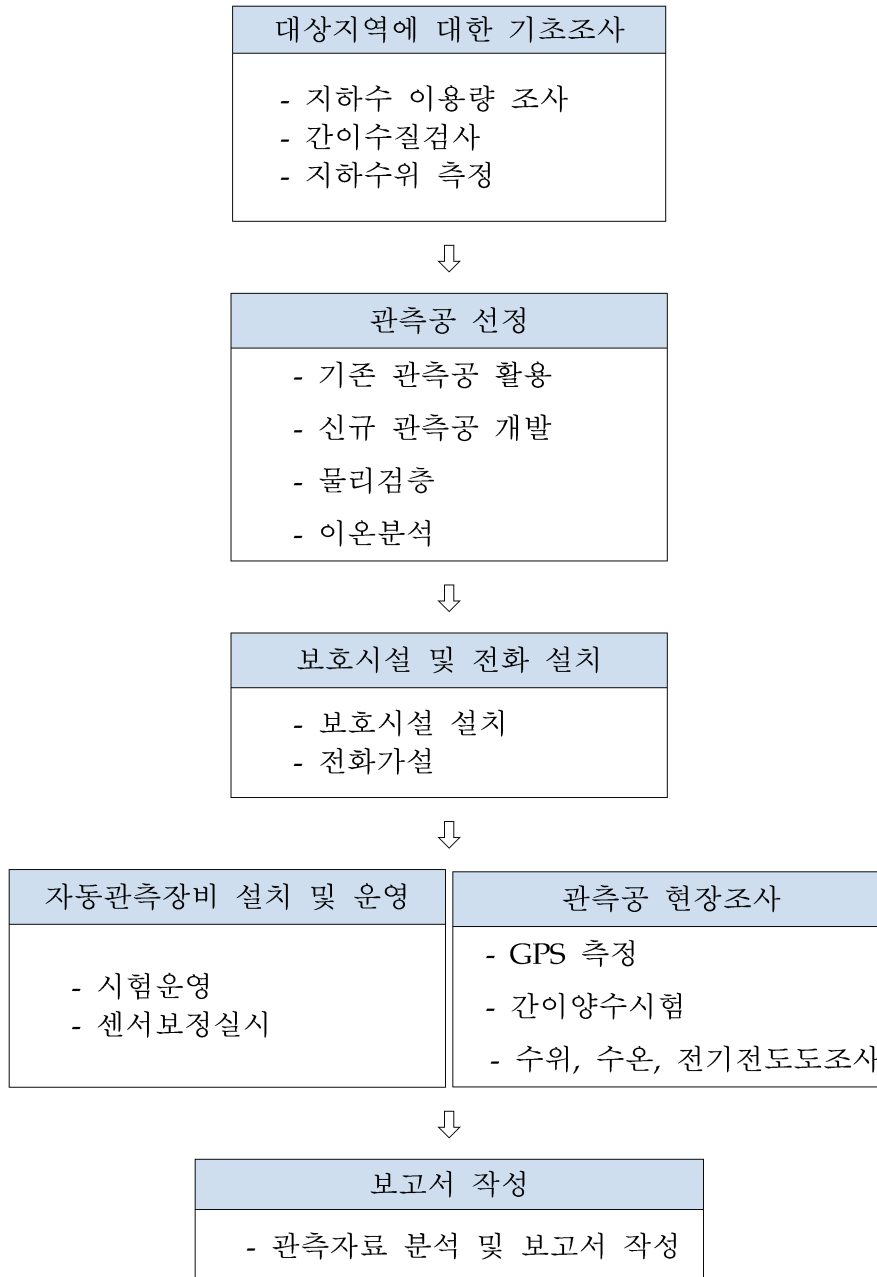 대상지역에 대한 기초조사
- 지하수 이용량 조사
- 간이수질검사
- 지하수위 측정
관측공 선정
- 기존 관측공 활용
- 신규 관측공 개발
- 물리검층
- 이온분석
보호시설 및 전화 설치
- 보호시설 설치
- 전화가설
자동관측장비 설치 및 운영
- 시험운영
- 센서보정실시
관측공 현장조사
- GPS 측정
- 간이양수시험
- 수위, 수온, 전기전도도조사
보고서 작성
- 관측자료 분석 및 보고서 작성